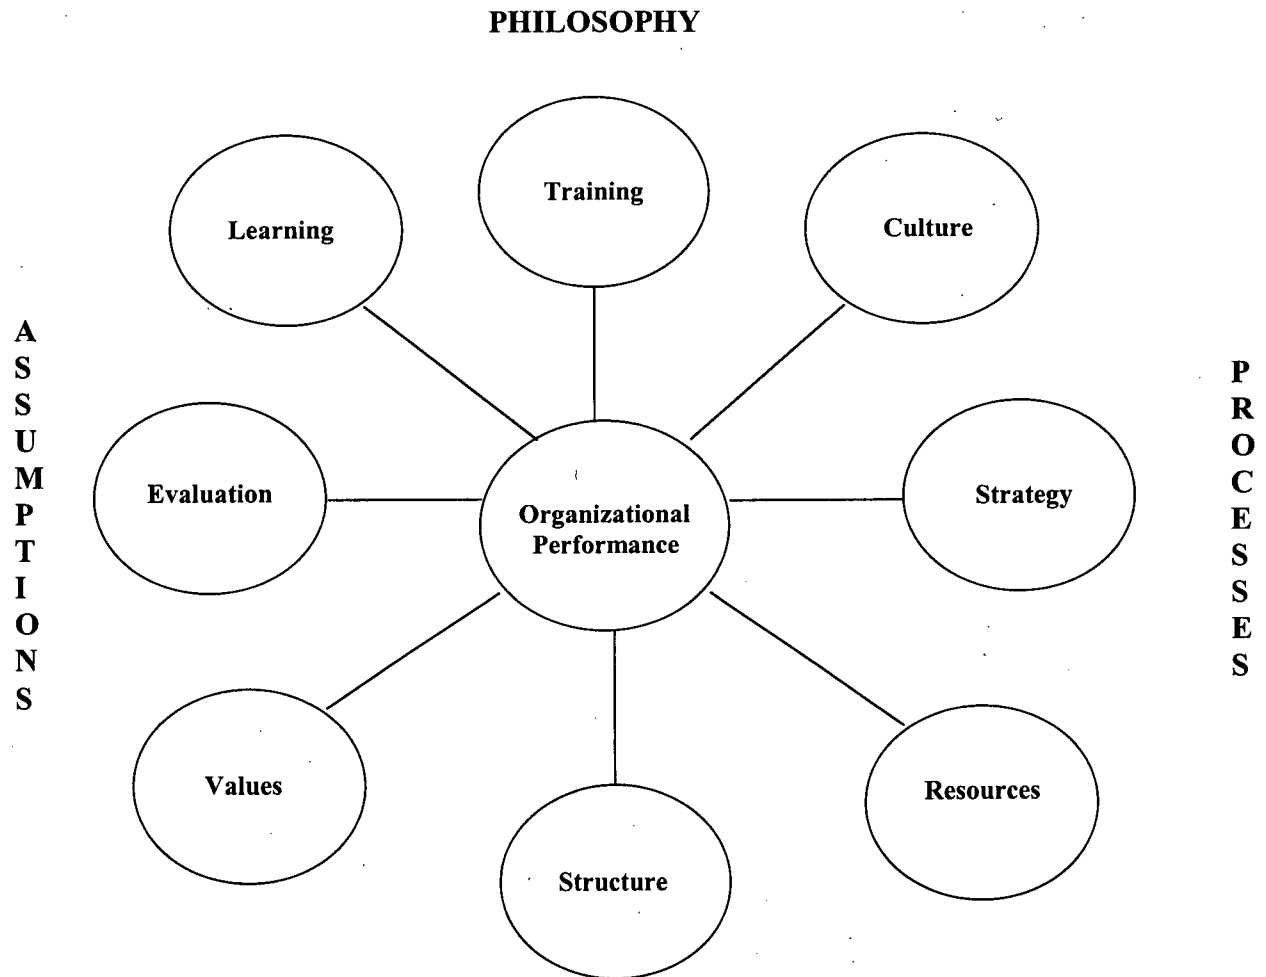 PHILOSOPHY
Training
Learning
Culture
ASSUMPTIONS
PROCESSES
Evaluation
Strategy
Organizational
Performance
Values
Resources
Structure